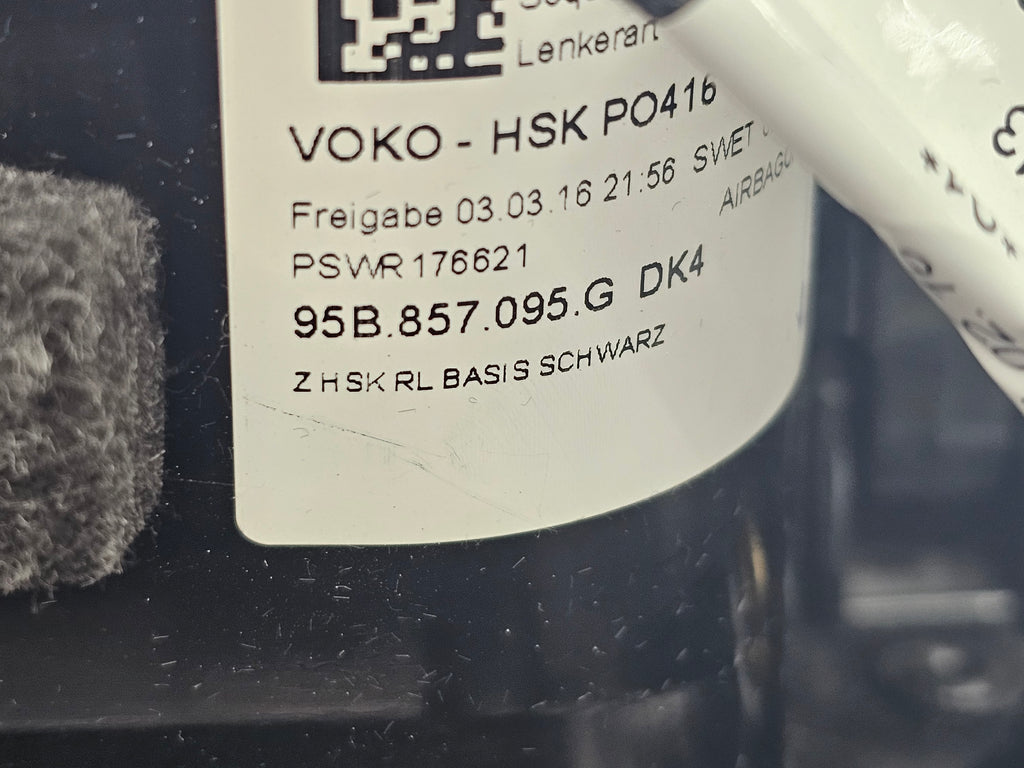 Lenkerart
VOKO - HSK PO416
Freigabe 03.03.16 21:56 SWET
AIRBAG
PSWR 176621
95B.857.095.G DK4
Z HSK RL BASIS SCHWARZ